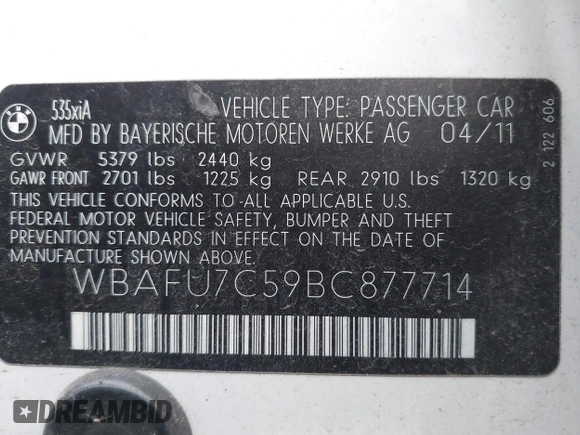 535xiA
VEHICLE TYPE: PASSENGER CAR
MFD BY BAYERISCHE MOTOREN WERKE AG 04/11
GVWR 5379 lbs 2440 kg
GAWR FRONT 2701 lbs 1225 kg REAR 2910 lbs 1320 kg
THIS VEHICLE CONFORMS TO ALL APPLICABLE U.S.
FEDERAL MOTOR VEHICLE SAFETY, BUMPER AND THEFT
PREVENTION STANDARDS IN EFFECT ON THE DATE OF
MANUFACTURE SHOWN ABOVE.
WBAFU7C59BC877714
2 122 606
BMW
DREAMBID